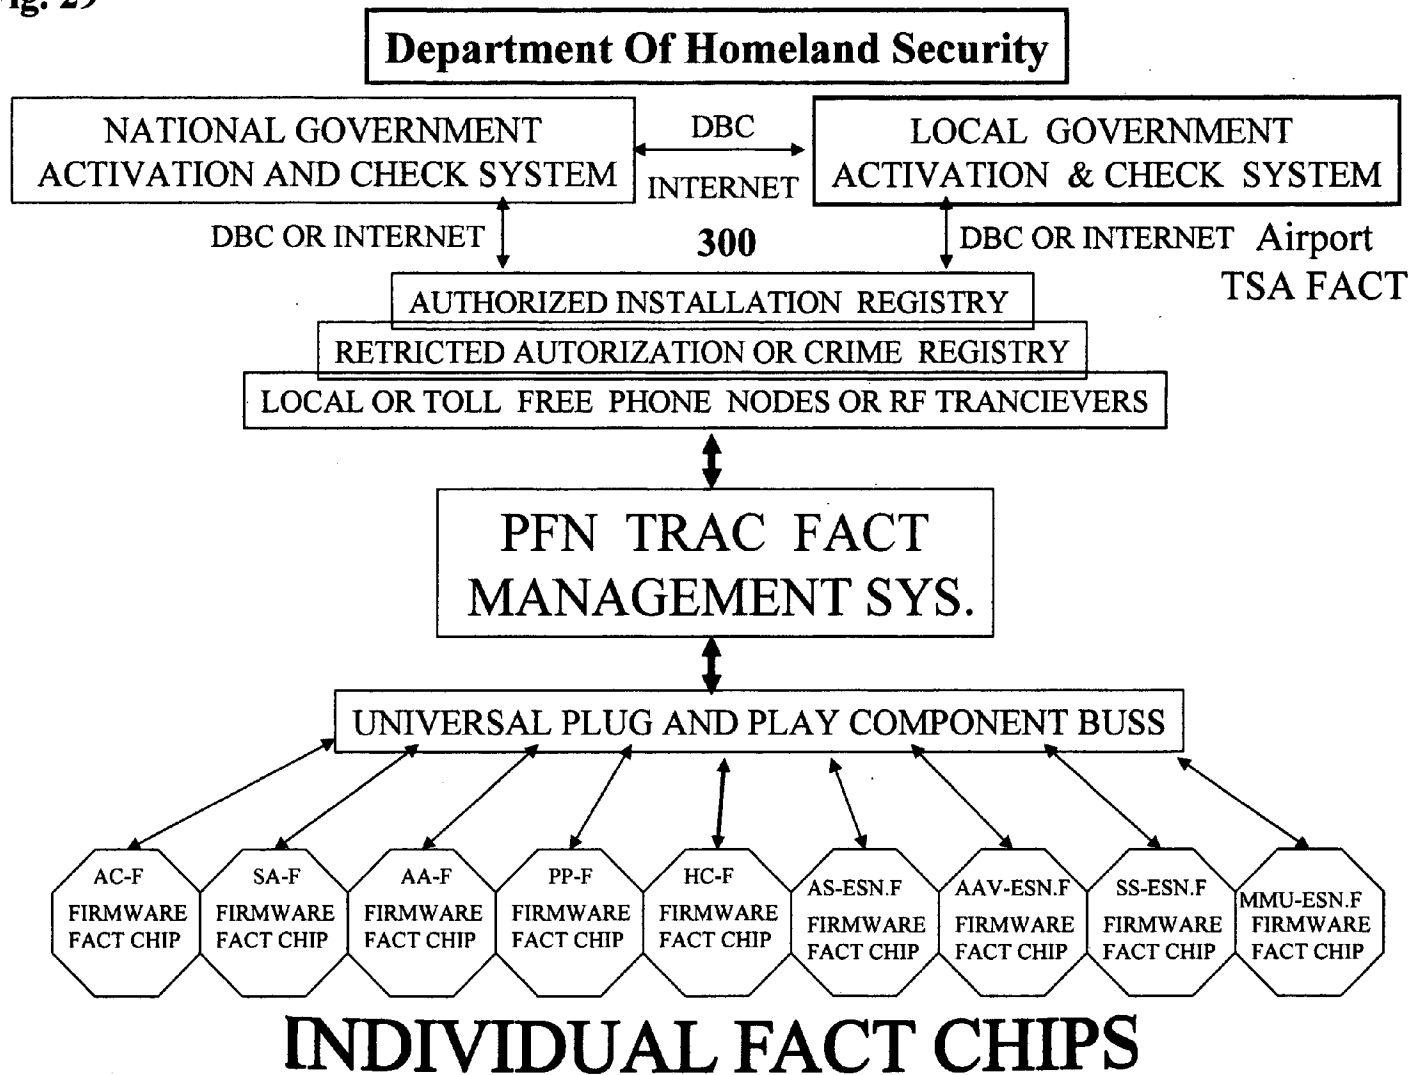 Fig. 29
Department Of Homeland Security
NATIONAL GOVERNMENT
ACTIVATION AND CHECK SYSTEM
DBC
INTERNET
LOCAL GOVERNMENT
ACTIVATION & CHECK SYSTEM
DBC OR INTERNET
300
DBC OR INTERNET
Airport
TSA FACT
AUTHORIZED INSTALLATION REGISTRY
RETRICTED AUTORIZATION OR CRIME REGISTRY
LOCAL OR TOLL FREE PHONE NODES OR RF TRANCIEVERS
PFN TRAC FACT
MANAGEMENT SYS.
UNIVERSAL PLUG AND PLAY COMPONENT BUSS
AC-F
FIRMWARE
FACT CHIP
SA-F
FIRMWARE
FACT CHIP
AA-F
FIRMWARE
FACT CHIP
PP-F
FIRMWARE
FACT CHIP
HC-F
FIRMWARE
FACT CHIP
AS-ESN.F
FIRMWARE
FACT CHIP
AAV-ESN.F
FIRMWARE
FACT CHIP
SS-ESN.F
FIRMWARE
FACT CHIP
MMU-ESN.F
FIRMWARE
FACT CHIP
INDIVIDUAL FACT CHIPS